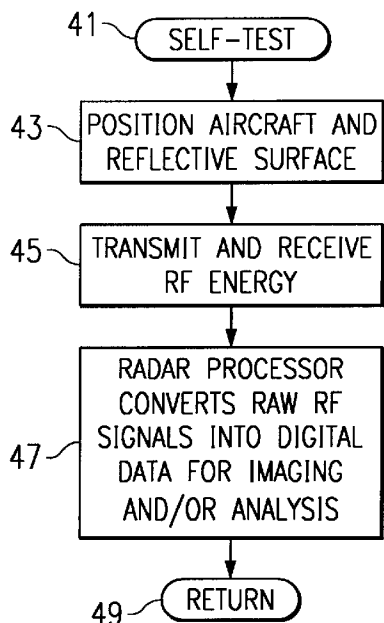 41
SELF-TEST
43
POSITION AIRCRAFT AND
REFLECTIVE SURFACE
45
TRANSMIT AND RECEIVE
RF ENERGY
47
RADAR PROCESSOR
CONVERTS RAW RF
SIGNALS INTO DIGITAL
DATA FOR IMAGING
AND/OR ANALYSIS
49
RETURN